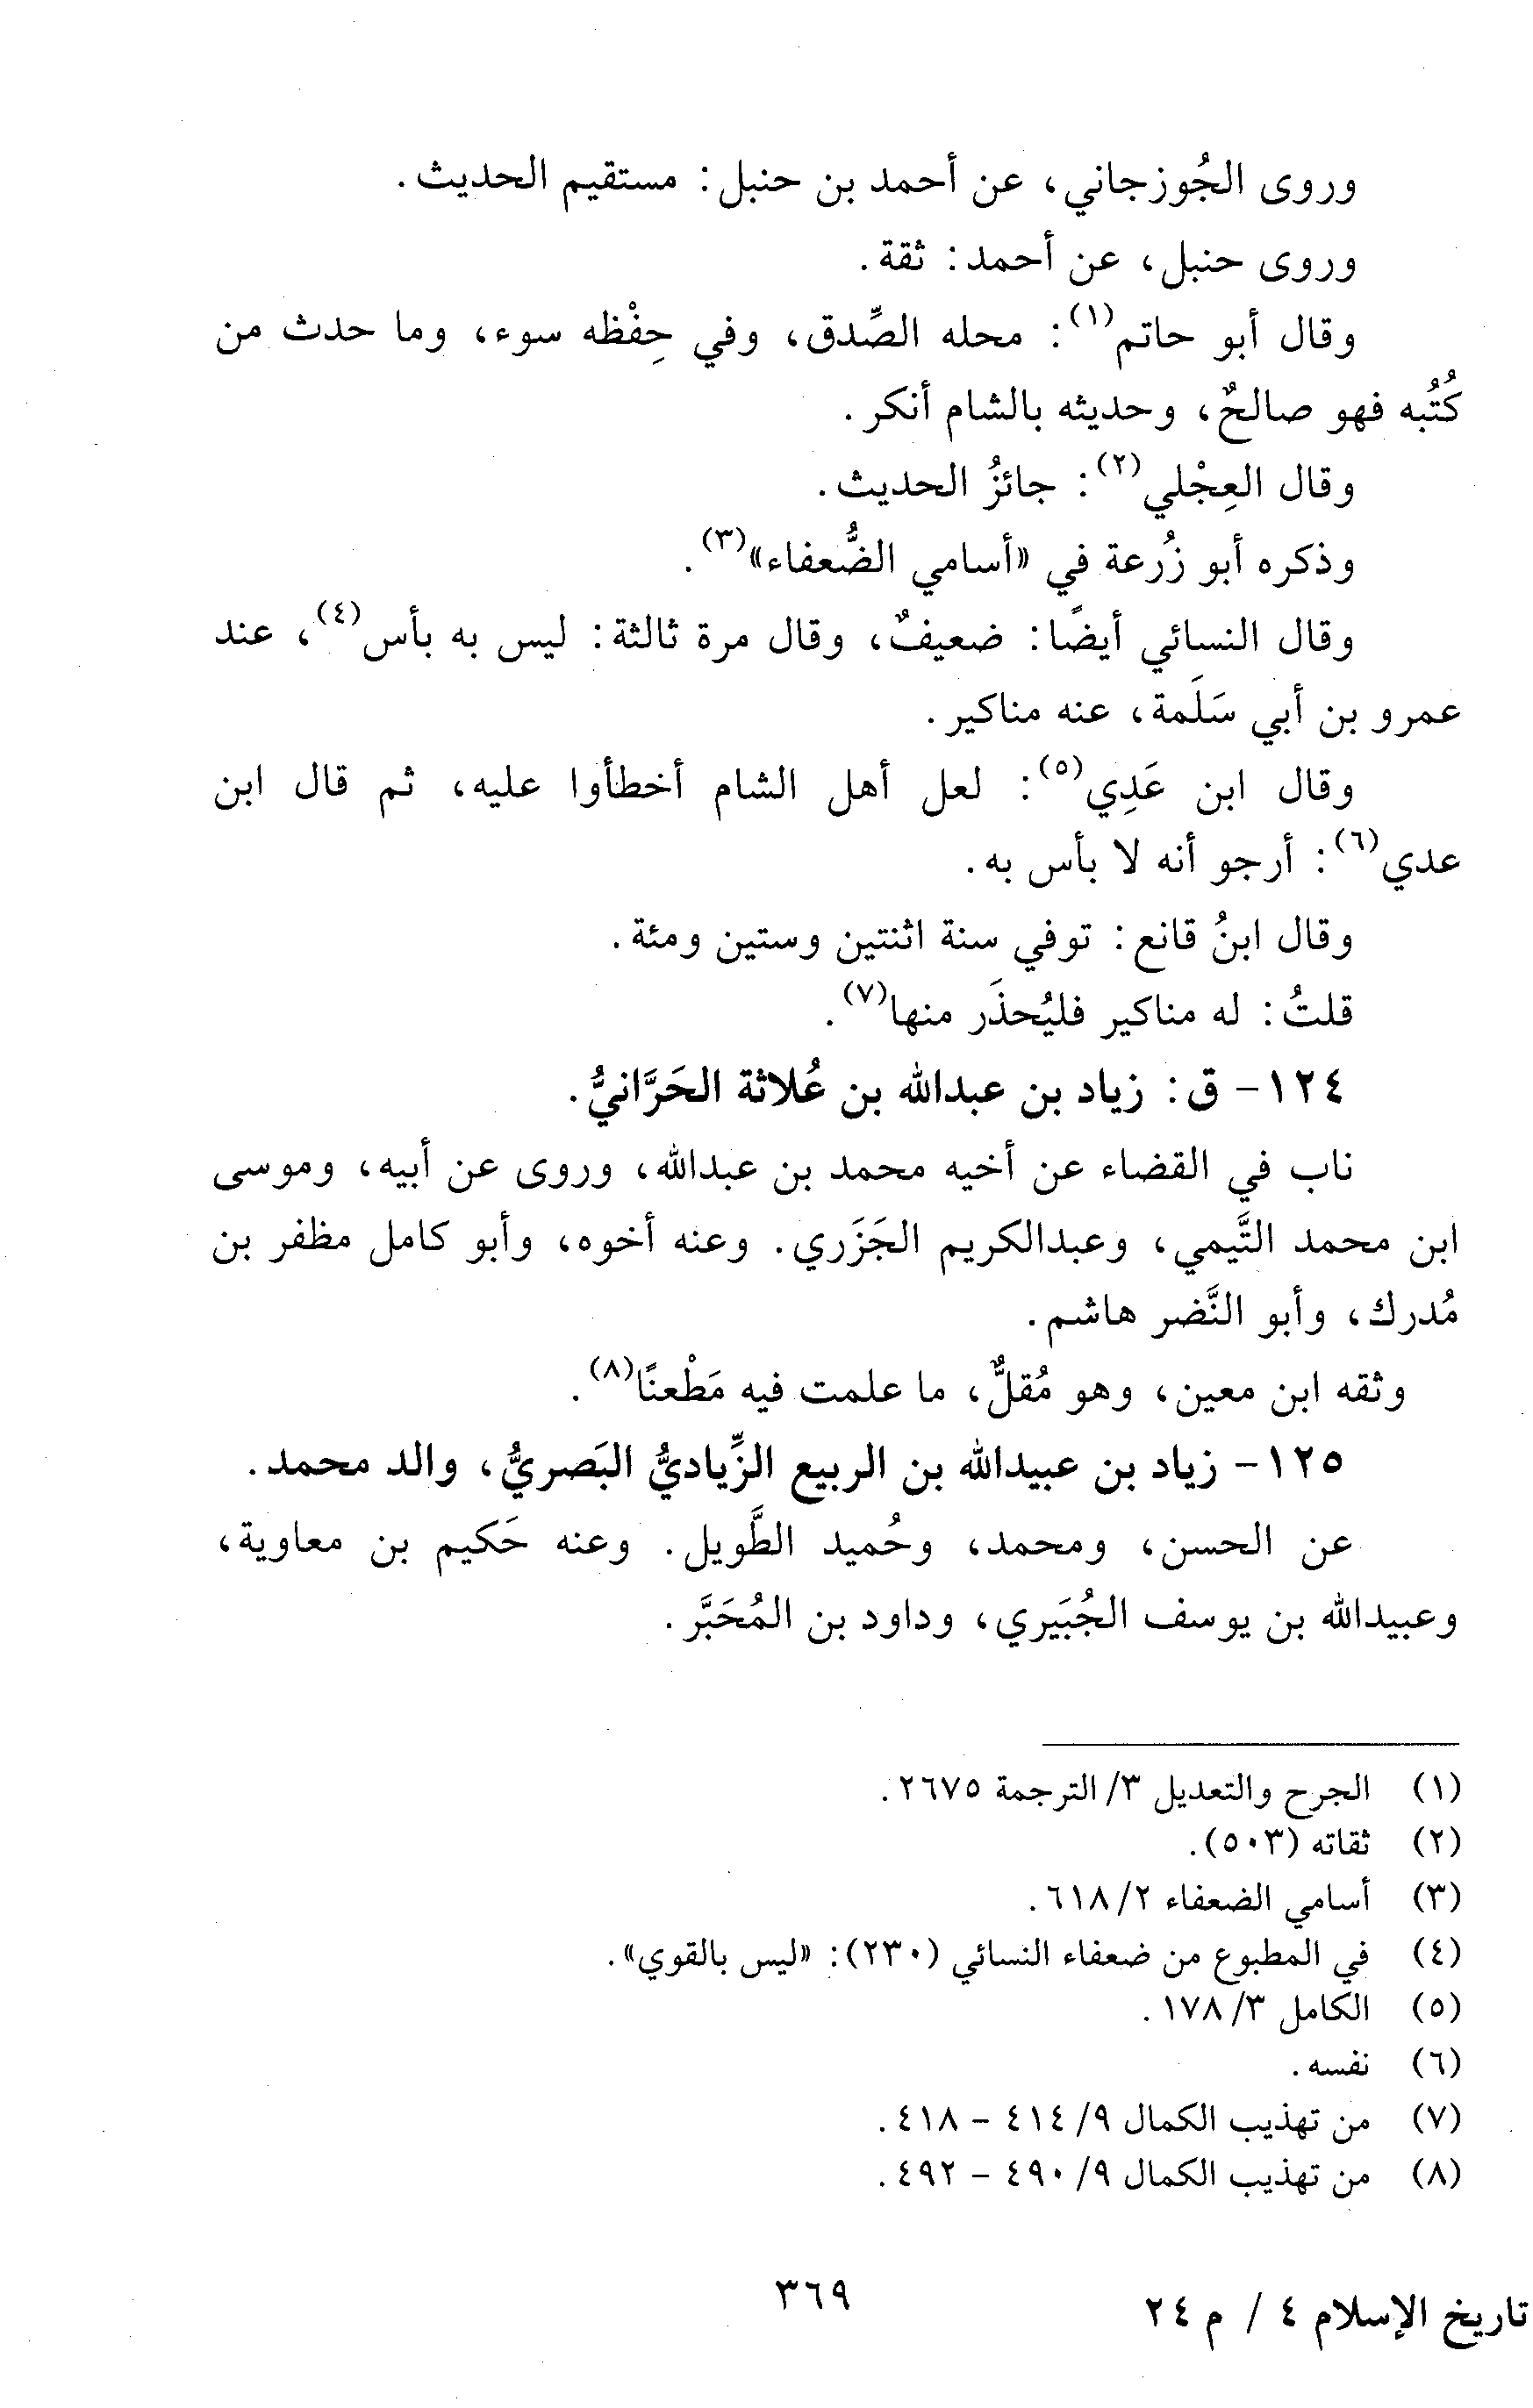 وروى الجُوزجاني، عن أحمد بن حنبل: مستقيم الحديث.
وروى حنبل، عن أحمد: ثقة.
وقال أبو حاتم(١): محله الصِّدق، وفي حِفْظه سوء، وما حدث من
كُتُبه فهو صالحٌ، وحديثه بالشام أنكر.
وقال العِجْلي(٢): جائزُ الحديث.
وذكره أبو زُرعة في «أسامي الضُّعفاء»(٣).
وقال النسائي أيضًا: ضعيفٌ، وقال مرة ثالثة: ليس به بأس(٤)، عند
عمرو بن أبي سَلَمة، عنه مناكير.
وقال ابن عَدِي(٥): لعل أهل الشام أخطأوا عليه، ثم قال ابن
عدي(٦): أرجو أنه لا بأس به.
وقال ابنُ قانع: توفي سنة اثنتين وستين ومئة.
قلتُ: له مناكير فليُحذَر منها(٧).
١٢٤- ق: زياد بن عبدالله بن عُلاثة الحَرَّانيُّ.
ناب في القضاء عن أخيه محمد بن عبدالله، وروى عن أبيه، وموسى
ابن محمد التَّيمي، وعبدالكريم الجَزَري. وعنه أخوه، وأبو كامل مظفر بن
مُدرك، وأبو النَّضر هاشم.
وثقه ابن معين، وهو مُقلٌّ، ما علمت فيه مَطْعنًا(٨).
١٢٥- زياد بن عبيدالله بن الربيع الزِّياديُّ البَصريُّ، والد محمد.
عن الحسن، ومحمد، وحُميد الطَّويل. وعنه حَكيم بن معاوية،
وعبيدالله بن يوسف الجُبَيري، وداود بن المُحَبَّر.
(١) الجرح والتعديل ٣/ الترجمة ٢٦٧٥.
(٢) ثقاته (٥٠٣).
(٣) أسامي الضعفاء ٢/ ٦١٨.
(٤) في المطبوع من ضعفاء النسائي (٢٣٠): «ليس بالقوي».
(٥) الكامل ٣/ ١٧٨.
(٦) نفسه.
(٧) من تهذيب الكمال ٩/ ٤١٤ - ٤١٨.
(٨) من تهذيب الكمال ٩/ ٤٩٠ - ٤٩٢.
٣٦٩
تاريخ الإسلام ٤ / م ٢٤